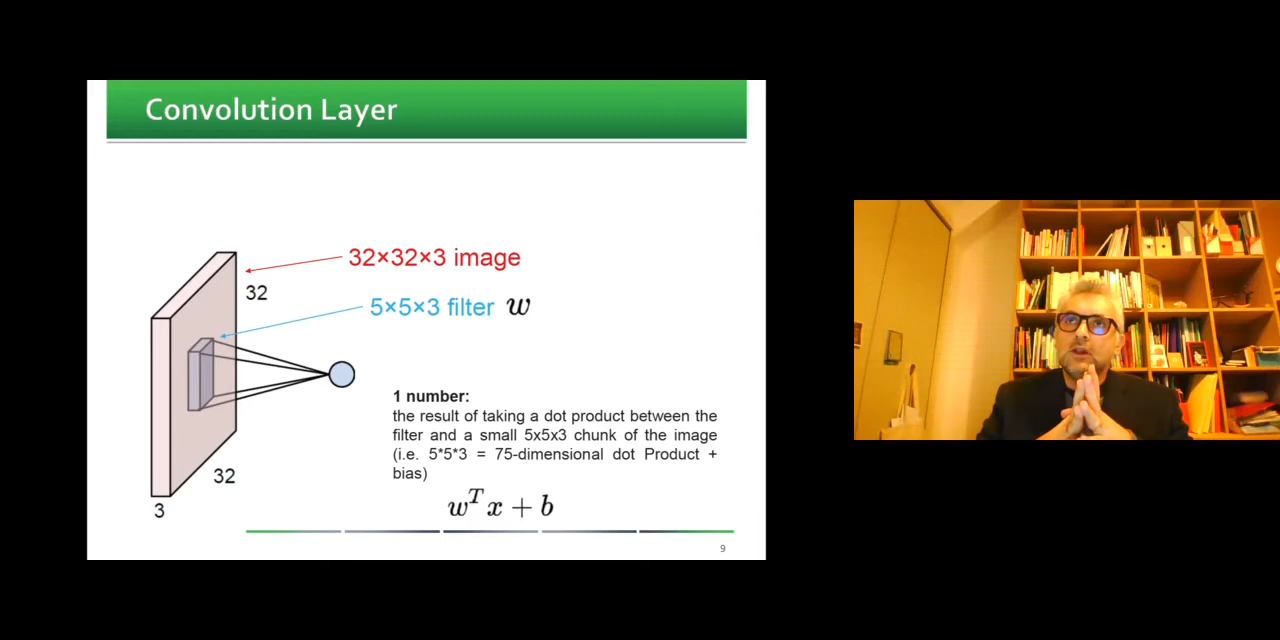 Convolution Layer
32×32×3 image
32
5×5×3 filter w
1 number:
the result of taking a dot product between the
filter and a small 5x5x3 chunk of the image
(i.e. 5*5*3 = 75-dimensional dot Product +
bias)
32
w^T x + b
3
9